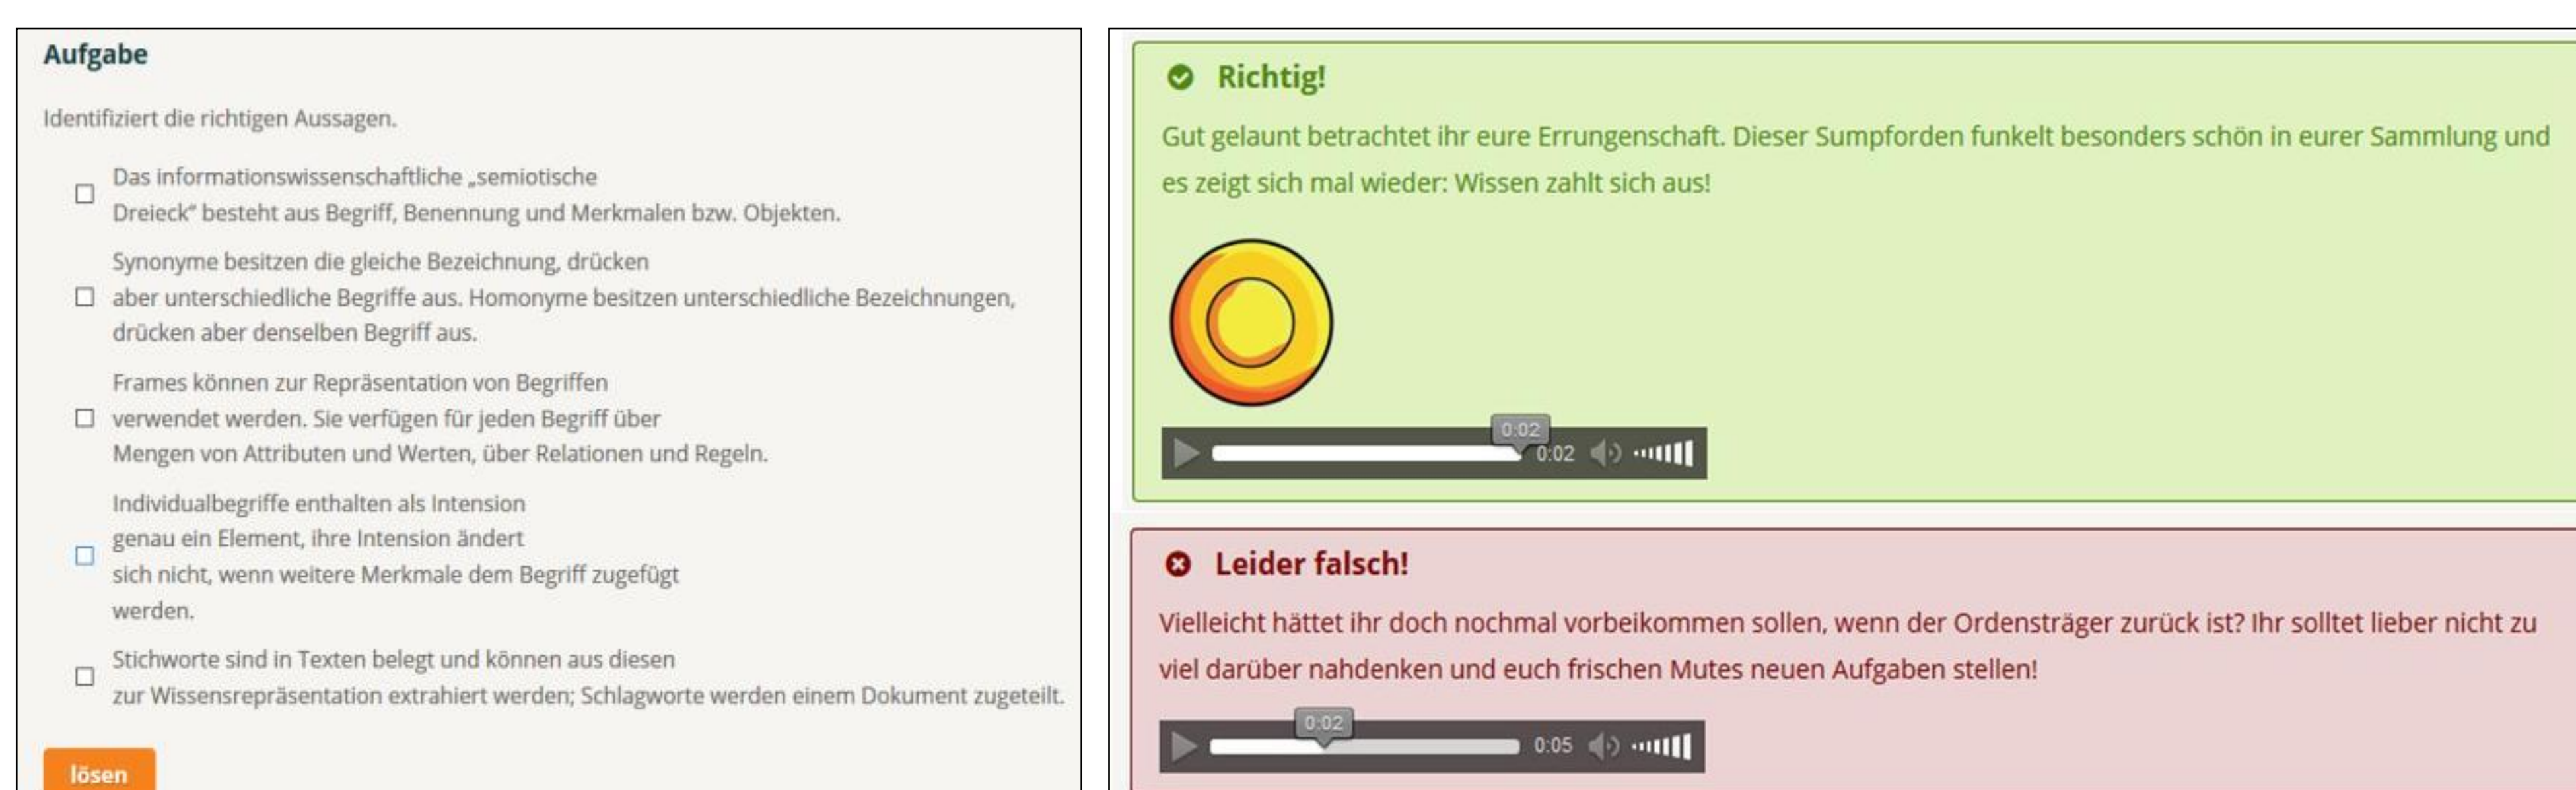 Aufgabe
Identifiziert die richtigen Aussagen.
Das informationswissenschaftliche „semiotische
Dreieck“ besteht aus Begriff, Benennung und Merkmalen bzw. Objekten.
Synonyme besitzen die gleiche Bezeichnung, drücken
aber unterschiedliche Begriffe aus. Homonyme besitzen unterschiedliche Bezeichnungen,
drücken aber denselben Begriff aus.
Frames können zur Repräsentation von Begriffen
verwendet werden. Sie verfügen für jeden Begriff über
Mengen von Attributen und Werten, über Relationen und Regeln.
Individualbegriffe enthalten als Intension
genau ein Element, ihre Intension ändert
sich nicht, wenn weitere Merkmale dem Begriff zugefügt
werden.
Stichworte sind in Texten belegt und können aus diesen
zur Wissensrepräsentation extrahiert werden; Schlagworte werden einem Dokument zugeteilt.
lösen
Richtig!
Gut gelaunt betrachtet ihr eure Errungenschaft. Dieser Sumpforden funkelt besonders schön in eurer Sammlung und
es zeigt sich mal wieder: Wissen zahlt sich aus!
0:02
0:02
Leider falsch!
Vielleicht hättet ihr doch nochmal vorbeikommen sollen, wenn der Ordensträger zurück ist? Ihr solltet lieber nicht zu
viel darüber nahdenken und euch frischen Mutes neuen Aufgaben stellen!
0:02
0:05